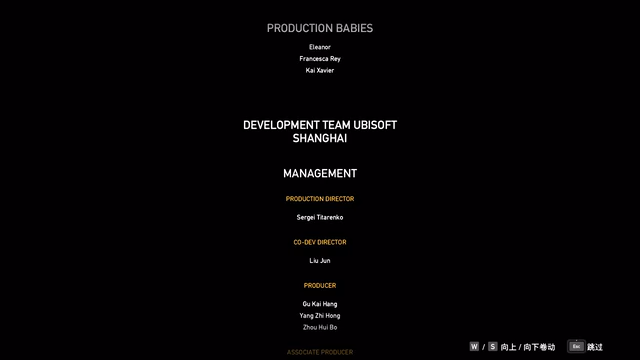 PRODUCTION BABIES
Eleanor
Francesca Rey
Kai Xavier
DEVELOPMENT TEAM UBISOFT
SHANGHAI
MANAGEMENT
PRODUCTION DIRECTOR
Sergei Titarenko
CO-DEV DIRECTOR
Liu Jun
PRODUCER
Gu Kai Hang
Yang Zhi Hong
Zhou Hui Bo
ASSOCIATE PRODUCER
W / S 向上 / 向下卷动 Esc 跳过